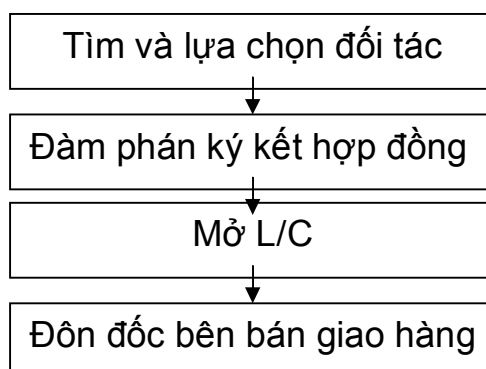 Tìm và lựa chọn đối tác
Đàm phán ký kết hợp đồng
Mở L/C
Đôn đốc bên bán giao hàng